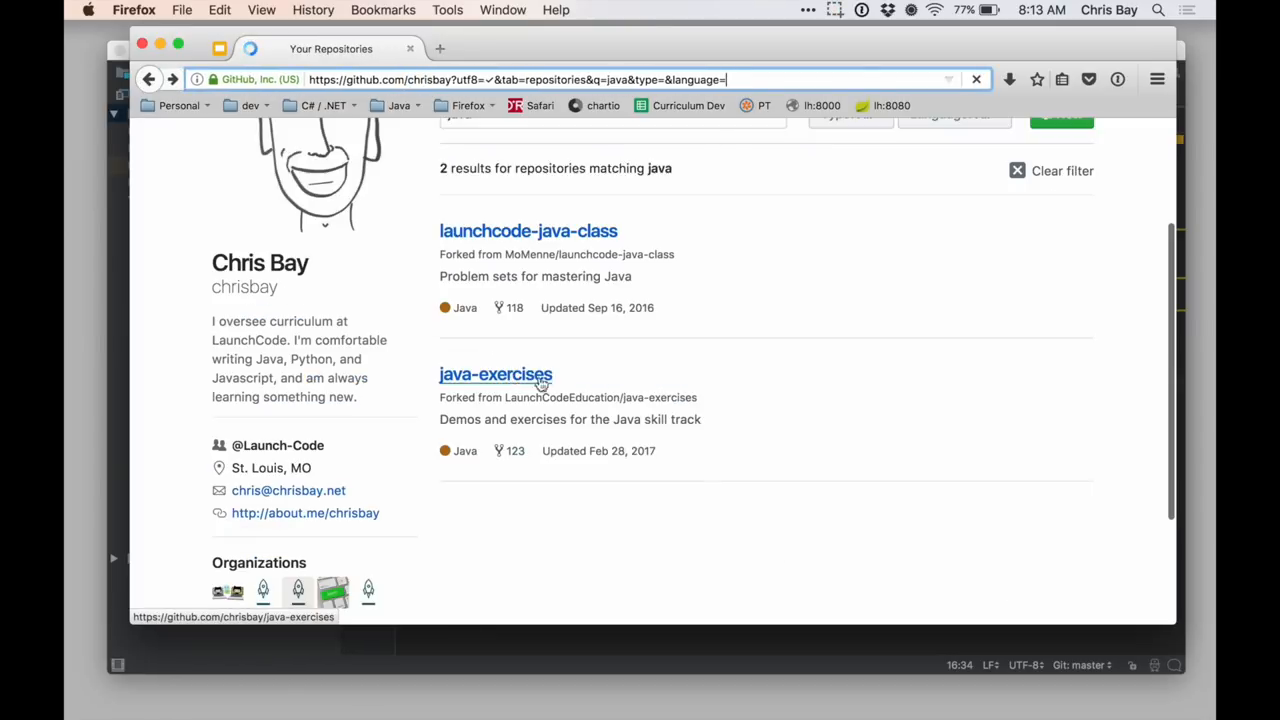 Firefox File Edit View History Bookmarks Tools Window Help 77% 8:13 AM Chris Bay
Your Repositories
GitHub, Inc. (US) https://github.com/chrisbay?utf8=✓&tab=repositories&q=java&type=&language=
Personal dev C# / .NET Java Firefox Safari chartio Curriculum Dev PT lh:8000 lh:8080
2 results for repositories matching java
Clear filter
launchcode-java-class
Forked from MoMenne/launchcode-java-class
Problem sets for mastering Java
Java 118 Updated Sep 16, 2016
java-exercises
Forked from LaunchCodeEducation/java-exercises
Demos and exercises for the Java skill track
Java 123 Updated Feb 28, 2017
Chris Bay
chrisbay
I oversee curriculum at
LaunchCode. I'm comfortable
writing Java, Python, and
Javascript, and am always
learning something new.
@Launch-Code
St. Louis, MO
chris@chrisbay.net
http://about.me/chrisbay
Organizations
https://github.com/chrisbay/java-exercises
16:34 LF UTF-8 Git: master